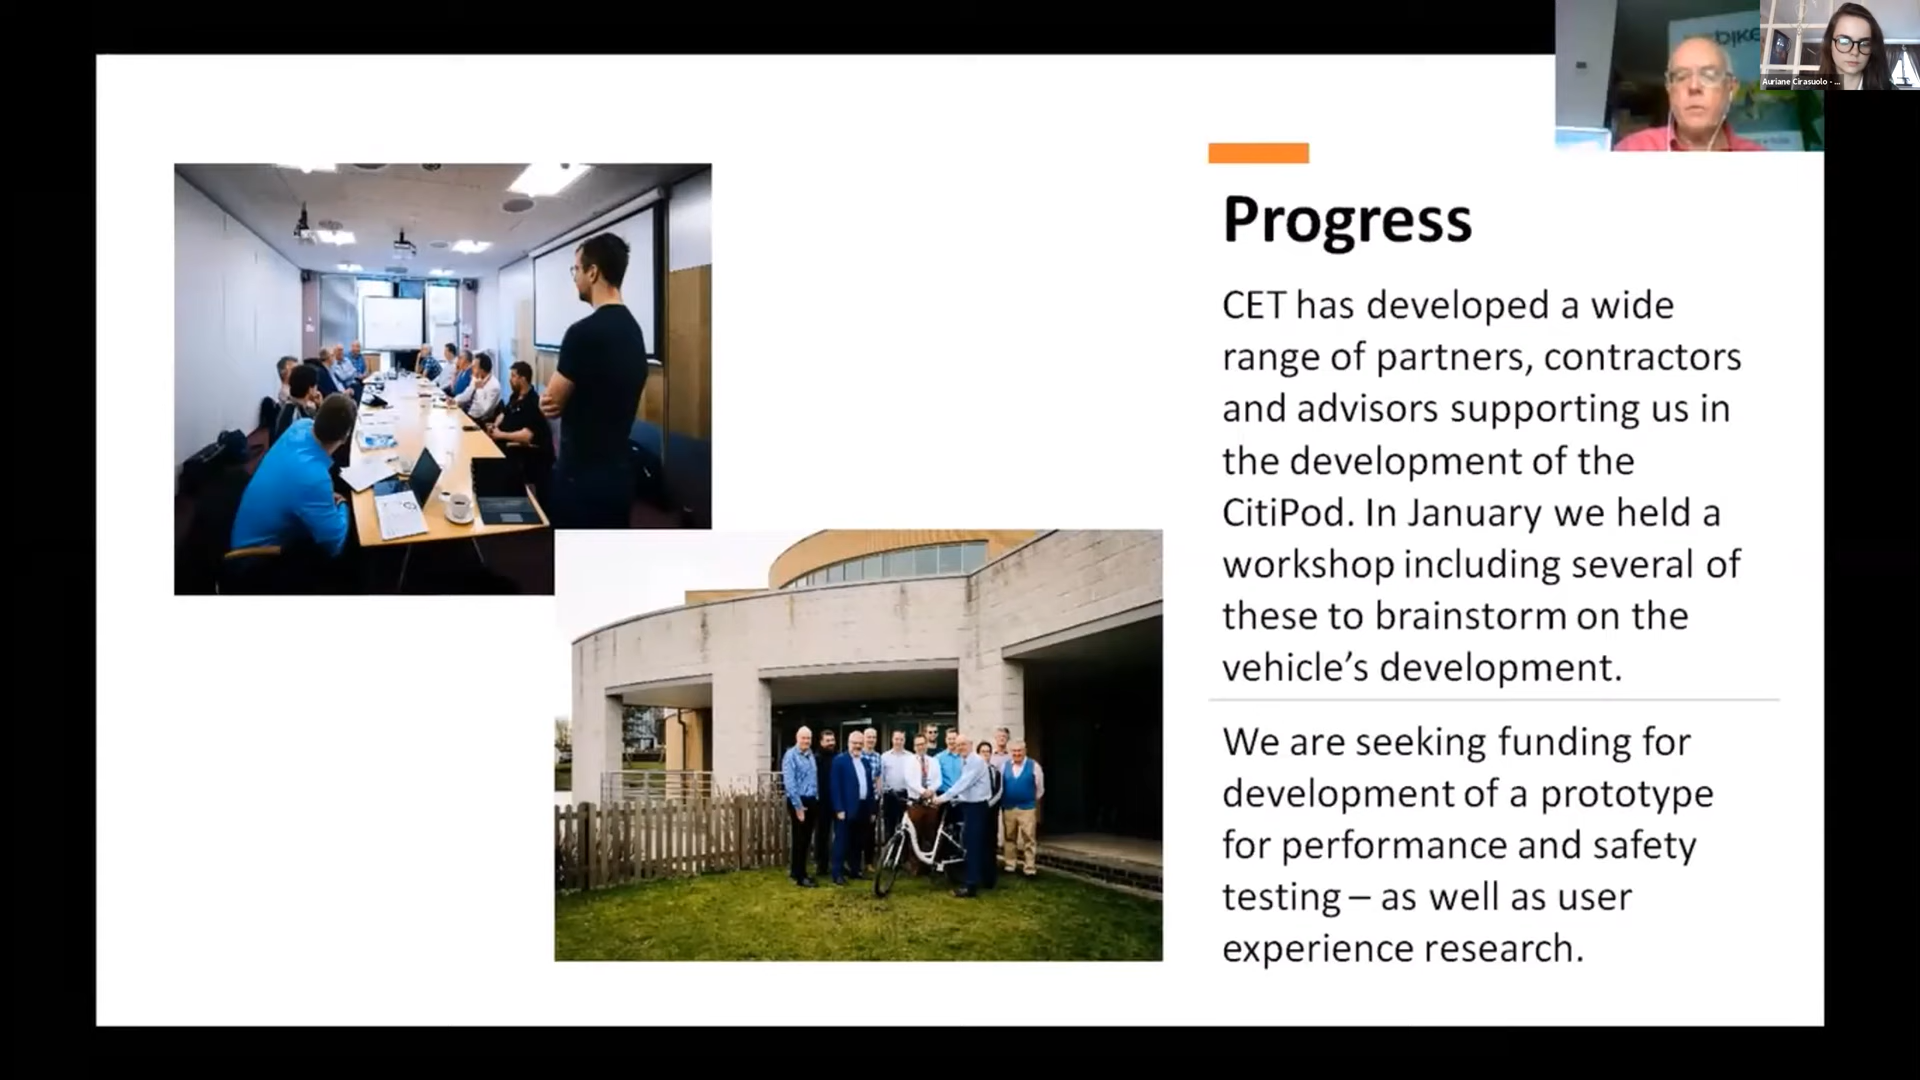 Auriane Cirasuolo - ...
Progress
CET has developed a wide
range of partners, contractors
and advisors supporting us in
the development of the
CitiPod. In January we held a
workshop including several of
these to brainstorm on the
vehicle’s development.
We are seeking funding for
development of a prototype
for performance and safety
testing – as well as user
experience research.